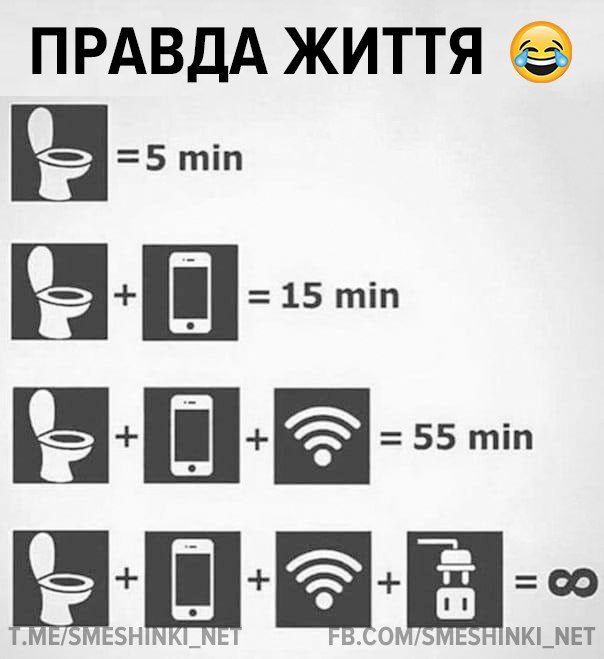 ПРАВДА ЖИТТЯ 😂
=5 min
+ = 15 min
+ + = 55 min
+ + + = ∞
T.ME/SMESHINKI_NET FB.COM/SMESHINKI_NET